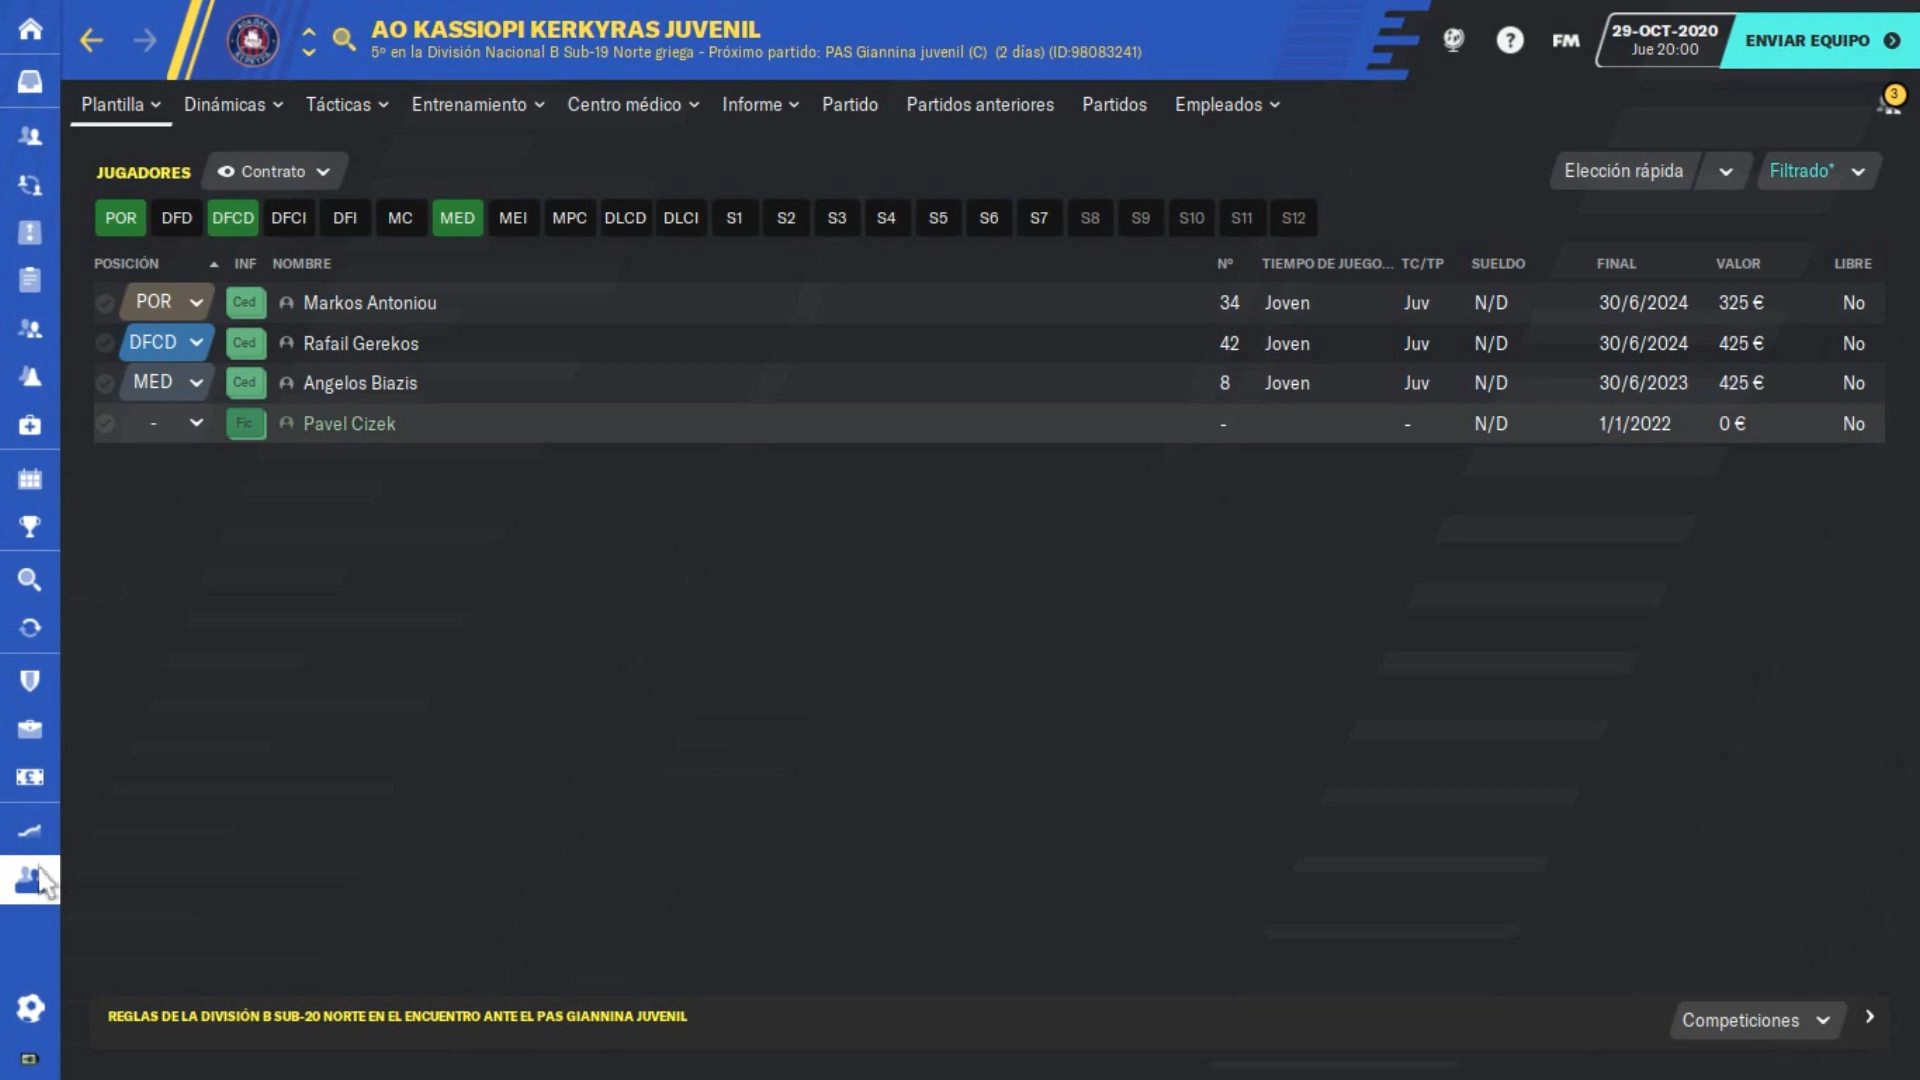 AO KASSIOPI KERKYRAS JUVENIL
5º en la División Nacional B Sub-19 Norte griega - Próximo partido: PAS Giannina juvenil (C) (2 días) (ID:98083241)
FM
29-OCT-2020
Jue 20:00
ENVIAR EQUIPO
Plantilla Dinámicas Tácticas Entrenamiento Centro médico Informe Partido Partidos anteriores Partidos Empleados
3
JUGADORES Contrato Elección rápida Filtrado*
POR DFD DFCD DFCI DFI MC MED MEI MPC DLCD DLCI S1 S2 S3 S4 S5 S6 S7 S8 S9 S10 S11 S12
POSICIÓN INF NOMBRE Nº TIEMPO DE JUEGO... TC/TP SUELDO FINAL VALOR LIBRE
POR Ced Markos Antoniou 34 Joven Juv N/D 30/6/2024 325 € No
DFCD Ced Rafail Gerekos 42 Joven Juv N/D 30/6/2024 425 € No
MED Ced Angelos Biazis 8 Joven Juv N/D 30/6/2023 425 € No
- Fic Pavel Cizek - - N/D 1/1/2022 0 € No
REGLAS DE LA DIVISIÓN B SUB-20 NORTE EN EL ENCUENTRO ANTE EL PAS GIANNINA JUVENIL
Competiciones